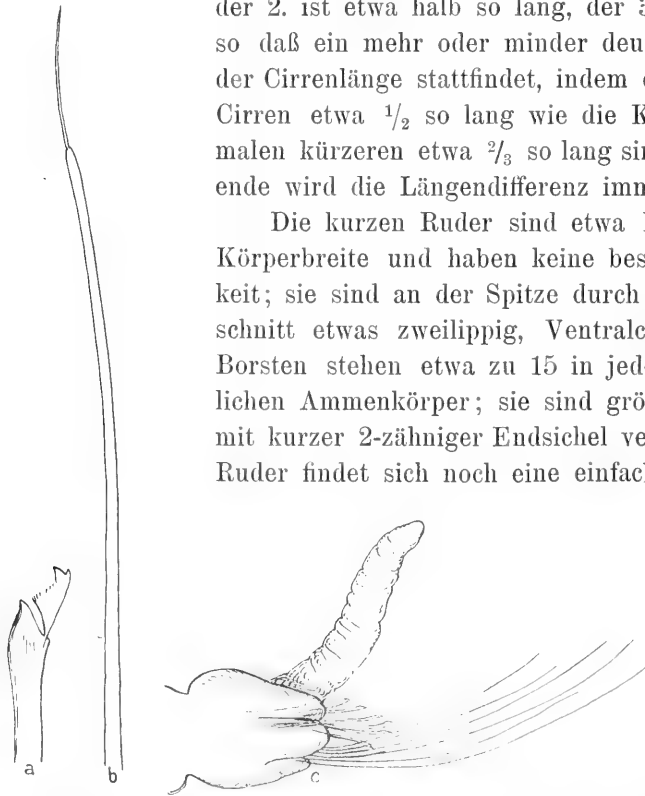 der 2. ist etwa halb so lang, der
so daß ein mehr oder minder deu
der Cirrenlänge stattfindet, indem
Cirren etwa 1/2 so lang wie die K
malen kürzeren etwa 2/3 so lang sin
ende wird die Längendifferenz imm
Die kurzen Ruder sind etwa
Körperbreite und haben keine bes
keit; sie sind an der Spitze durch
schnitt etwas zweilippig, Ventralc
Borsten stehen etwa zu 15 in jed
lichen Ammenkörper; sie sind grö
mit kurzer 2-zähniger Endsichel ve
Ruder findet sich noch eine einfac
a b c